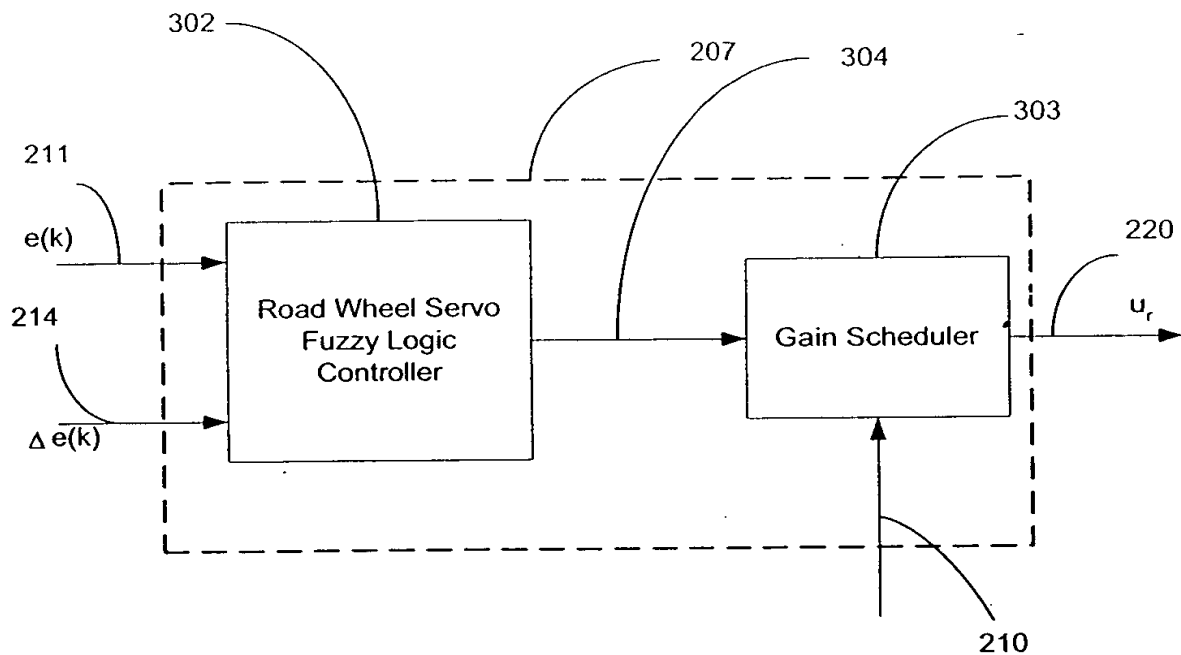 302
207
304
303
211
e(k)
220
u_r
214
Road Wheel Servo
Fuzzy Logic
Controller
Gain Scheduler
Δ e(k)
210